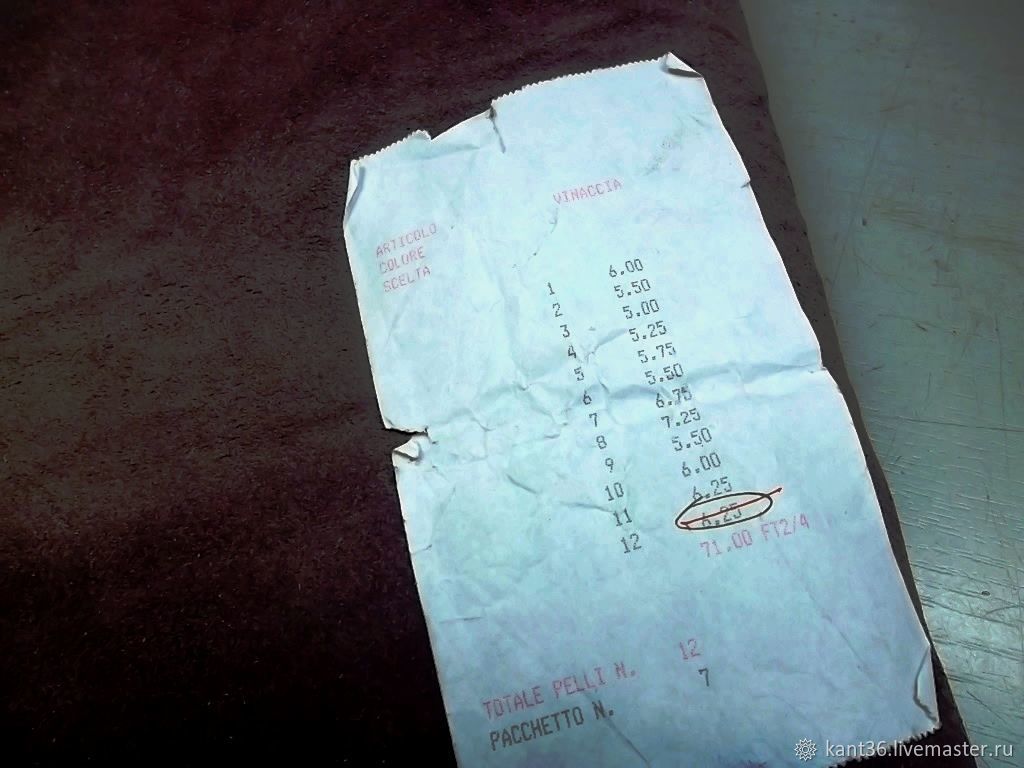 ARTICOLO VINACCIA
COLORE
SCELTA
1 6.00
2 5.50
3 5.00
4 5.25
5 5.75
6 5.50
7 6.75
8 7.25
9 5.50
10 6.00
11 6.25
12 6.25
71.00 FT2/4
TOTALE PELLI N. 12
PACCHETTO N. 7
kant36.livemaster.ru